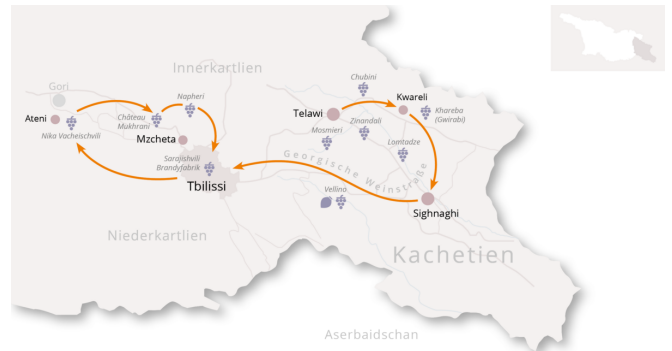 Innerkartlien
Chubini
Gori
Napheri
Kwareli
Ateni
Château
Mukhrani
Telawi
Khareba
(Gwirabi)
Nika Vacheischvili
Mosmieri
Zinandali
Mzcheta
Lomtadze
Sarajishvili
Brandyfabrik
Georgische Weinstraße
Tbilissi
Vellino
Sighnaghi
Niederkartlien
Kachetien
Aserbaidschan